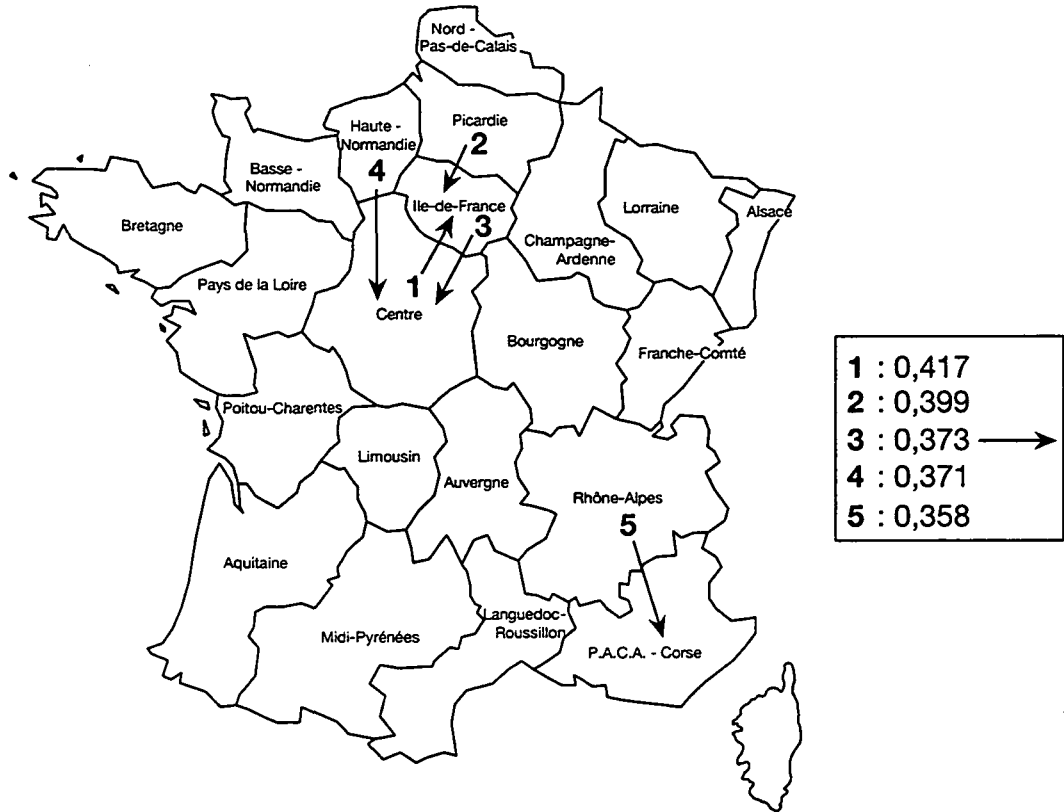 Nord -
Pas-de-Calais
Haute -
Normandie
4
Picardie
2
Basse -
Normandie
Ile-de-France
3
Lorraine
Alsace
Bretagne
Champagne-
Ardenne
Pays de la Loire
1
Centre
Bourgogne
Franche-Comté
Poitou-Charentes
Limousin
Auvergne
Rhône-Alpes
5
Aquitaine
Languedoc-
Roussillon
Midi-Pyrénées
P.A.C.A. - Corse
1 : 0,417
2 : 0,399
3 : 0,373
4 : 0,371
5 : 0,358